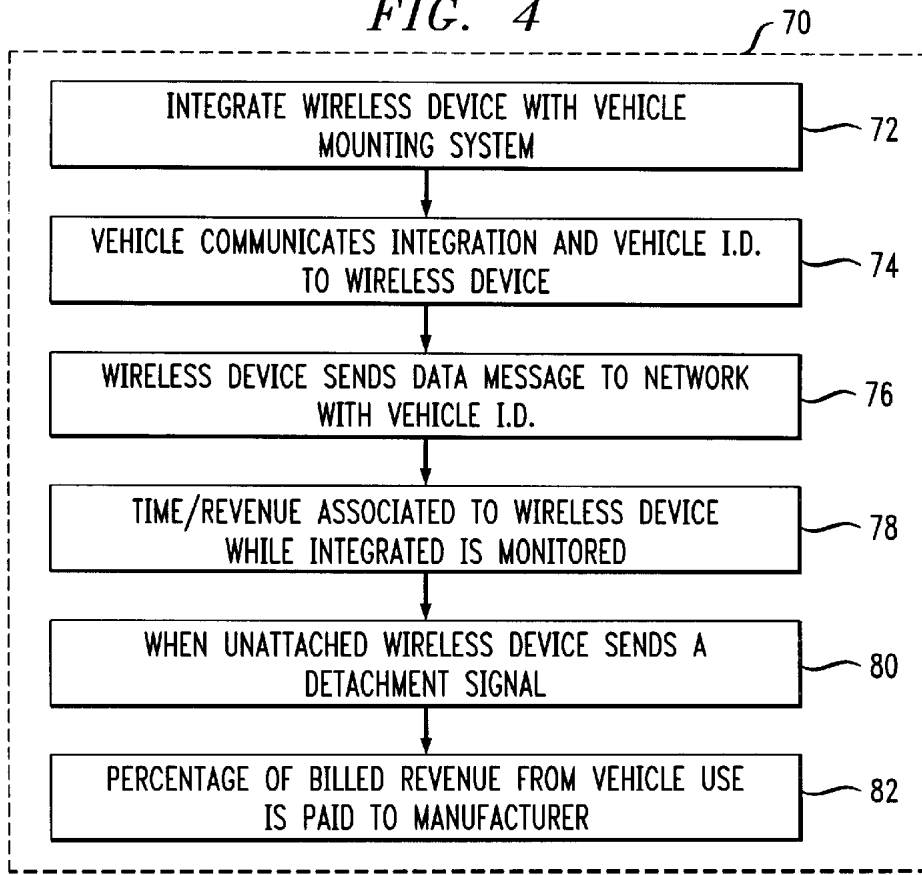 FIG. 4
70
INTEGRATE WIRELESS DEVICE WITH VEHICLE
MOUNTING SYSTEM
72
VEHICLE COMMUNICATES INTEGRATION AND VEHICLE I.D.
TO WIRELESS DEVICE
74
WIRELESS DEVICE SENDS DATA MESSAGE TO NETWORK
WITH VEHICLE I.D.
76
TIME/REVENUE ASSOCIATED TO WIRELESS DEVICE
WHILE INTEGRATED IS MONITORED
78
WHEN UNATTACHED WIRELESS DEVICE SENDS A
DETACHMENT SIGNAL
80
PERCENTAGE OF BILLED REVENUE FROM VEHICLE USE
IS PAID TO MANUFACTURER
82